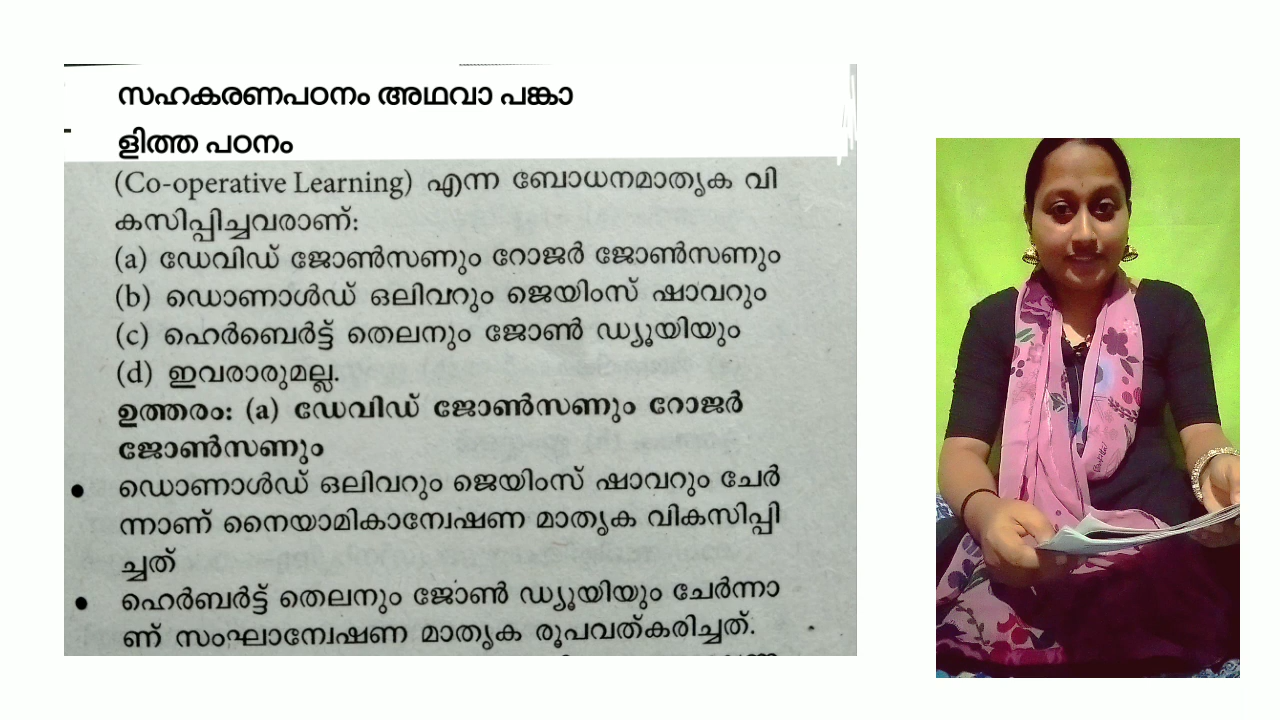 സഹകരണപഠനം അഥവാ പങ്കാ
ളിത്ത പഠനം
(Co-operative Learning) എന്ന ബോധനമാതൃക വി
കസിപ്പിച്ചവരാണ്:
(a) ഡേവിഡ് ജോൺസണും റോജർ ജോൺസണും
(b) ഡൊണാൾഡ് ഒലിവറും ജെയിംസ് ഷാവറും
(c) ഹെർബെർട്ട് തെലനും ജോൺ ഡ്യൂയിയും
(d) ഇവരാരുമല്ല.
ഉത്തരം: (a) ഡേവിഡ് ജോൺസണും റോജർ
ജോൺസണും
• ഡൊണാൾഡ് ഒലിവറും ജെയിംസ് ഷാവറും ചേർ
ന്നാണ് നൈയാമികാന്വേഷണ മാതൃക വികസിപ്പി
ച്ചത്
• ഹെർബർട്ട് തെലനും ജോൺ ഡ്യൂയിയും ചേർന്നാ
ണ് സംഘാന്വേഷണ മാതൃക രൂപവത്കരിച്ചത്.